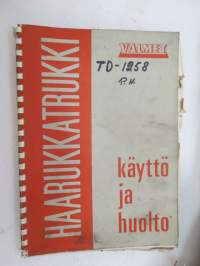 HAARUKKATRUKKI
VALMET
TD-1258
käyttö
ja
huolto